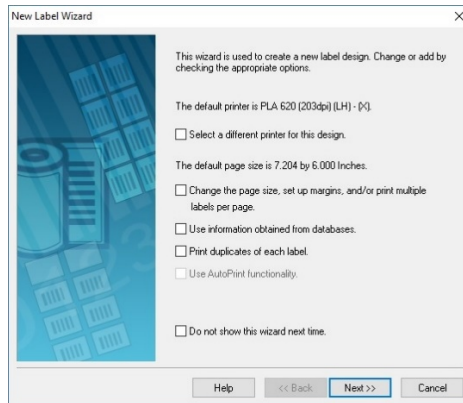 New Label Wizard
This wizard is used to create a new label design. Change or add by
checking the appropriate options.
The default printer is PLA 620 (203dpi) (LH) - (X).
Select a different printer for this design.
The default page size is 7.204 by 6.000 Inches.
Change the page size, set up margins, and/or print multiple
labels per page.
Use information obtained from databases.
Print duplicates of each label.
Use AutoPrint functionality.
Do not show this wizard next time.
Help
<< Back
Next >>
Cancel